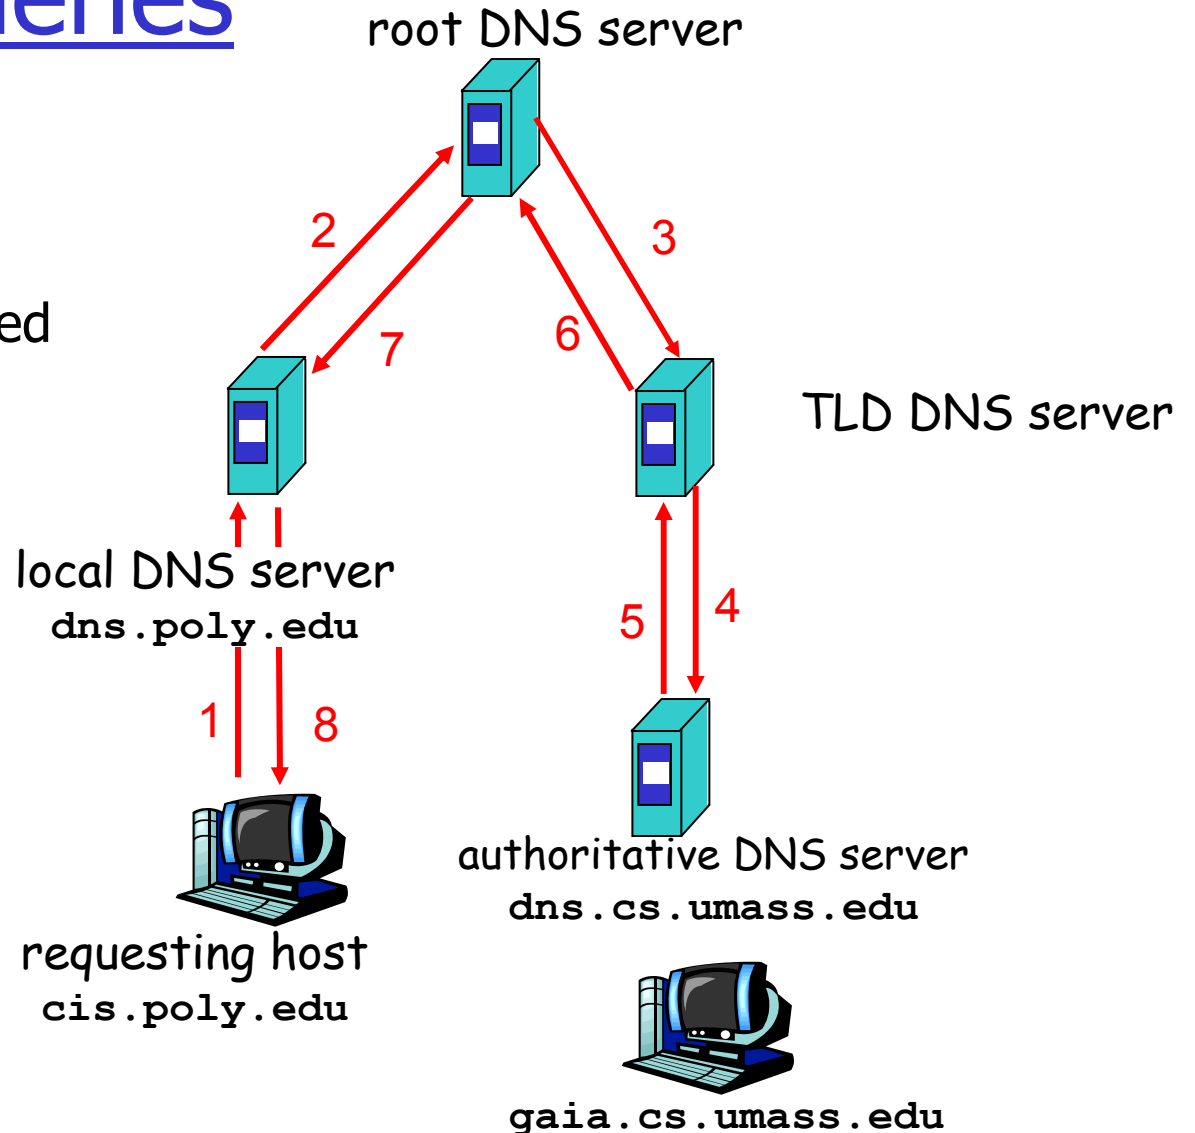 root DNS server
2
3
7
6
TLD DNS server
local DNS server
dns.poly.edu
5
4
1
8
authoritative DNS server
dns.cs.umass.edu
requesting host
cis.poly.edu
gaia.cs.umass.edu